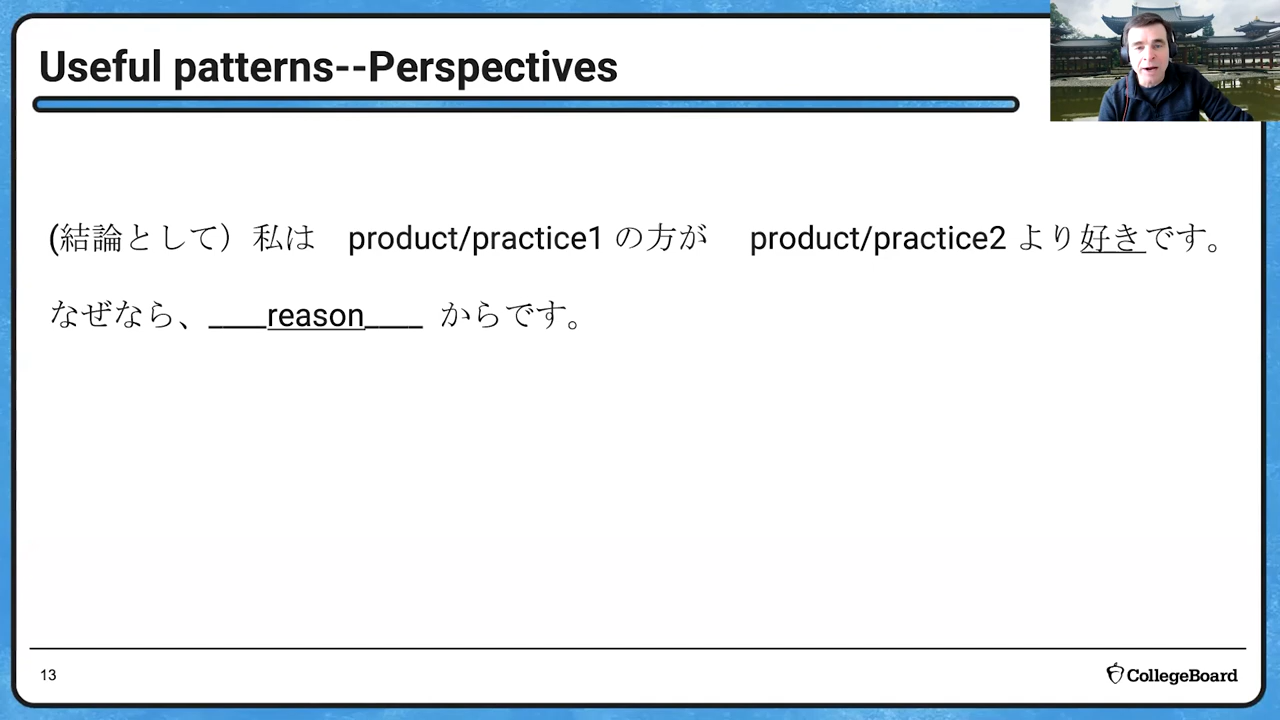 Useful patterns--Perspectives
(結論として）私は product/practice1 の方が product/practice2 より好きです。
なぜなら、____reason____ からです。
13
CollegeBoard